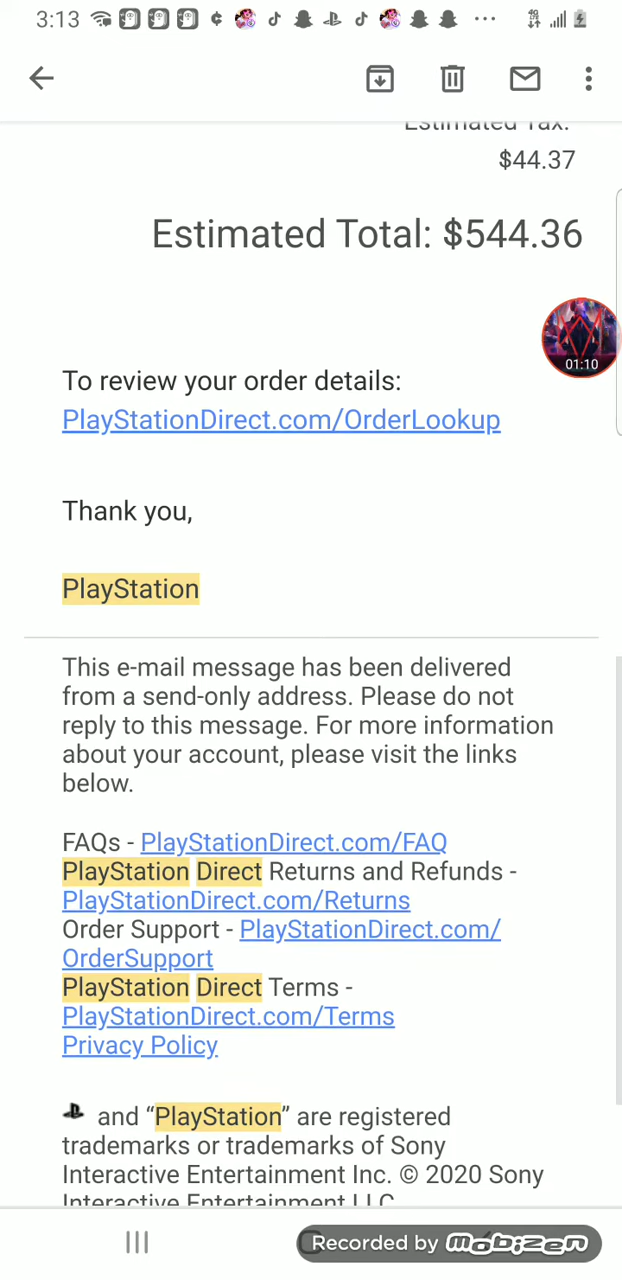 3:13
Estimated Tax:
$44.37
Estimated Total: $544.36
01:10
To review your order details:
PlayStationDirect.com/OrderLookup
Thank you,
PlayStation
This e-mail message has been delivered
from a send-only address. Please do not
reply to this message. For more information
about your account, please visit the links
below.
FAQs - PlayStationDirect.com/FAQ
PlayStation Direct Returns and Refunds -
PlayStationDirect.com/Returns
Order Support - PlayStationDirect.com/
OrderSupport
PlayStation Direct Terms -
PlayStationDirect.com/Terms
Privacy Policy
and “PlayStation” are registered
trademarks or trademarks of Sony
Interactive Entertainment Inc. © 2020 Sony
Interactive Entertainment LLC
Recorded by mobizen